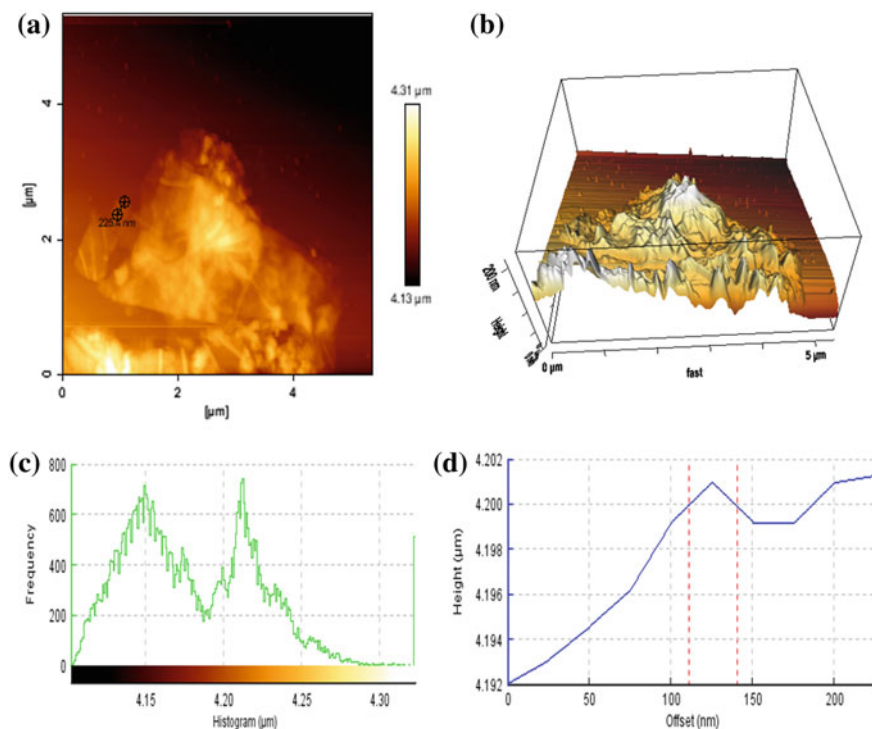 (a)
4
2
0
[µm]
0
2
4
[µm]
225.4 nm
4.31 µm
4.13 µm
(b)
200 nm
Height
0 µm
fast
5 µm
(c)
800
600
400
200
0
Frequency
4.15
4.20
4.25
4.30
Histogram (µm)
(d)
4.202
4.200
4.198
4.196
4.194
4.192
Height (µm)
0
50
100
150
200
Offset (nm)